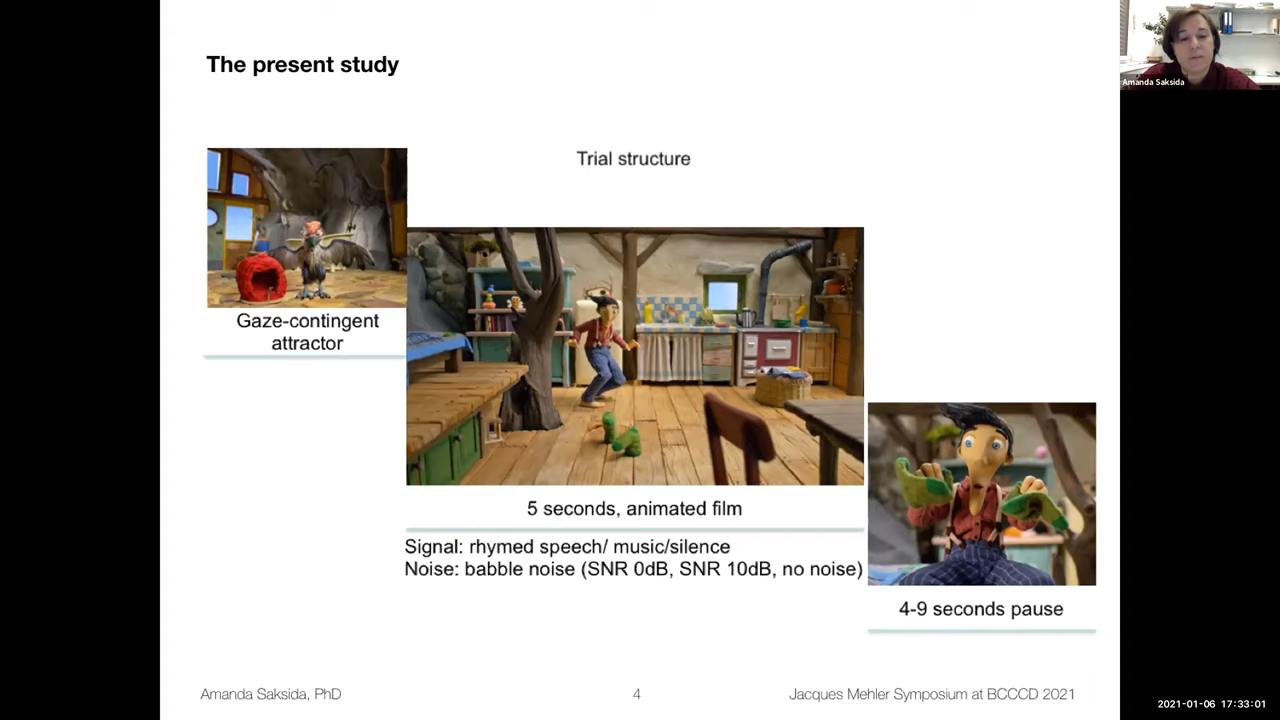 The present study
Amanda Saksida
Trial structure
Gaze-contingent
attractor
5 seconds, animated film
Signal: rhymed speech/ music/silence
Noise: babble noise (SNR 0dB, SNR 10dB, no noise)
4-9 seconds pause
Amanda Saksida, PhD
4
Jacques Mehler Symposium at BCCCD 2021
2021-01-06 17:33:01